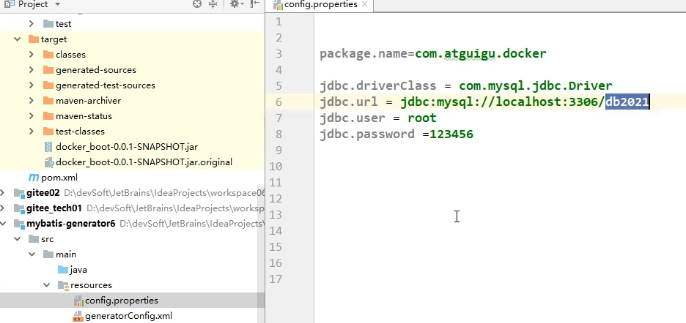 Project
config.properties
test
target
classes
generated-sources
generated-test-sources
maven-archiver
maven-status
test-classes
docker_boot-0.0.1-SNAPSHOT.jar
docker_boot-0.0.1-SNAPSHOT.jar.original
pom.xml
gitee02 D:\devSoft\JetBrains\IdeaProjects\workspace06
gitee_tech01 D:\devSoft\JetBrains\IdeaProjects\worksp
mybatis-generator6 D:\devSoft\JetBrains\IdeaProjects\
src
main
java
resources
config.properties
generatorConfig.xml
1
2
3 package.name=com.atguigu.docker
4
5 jdbc.driverClass = com.mysql.jdbc.Driver
6 jdbc.url = jdbc:mysql://localhost:3306/db2021
7 jdbc.user = root
8 jdbc.password =123456
9
10
11
12
13
14
15
16
17